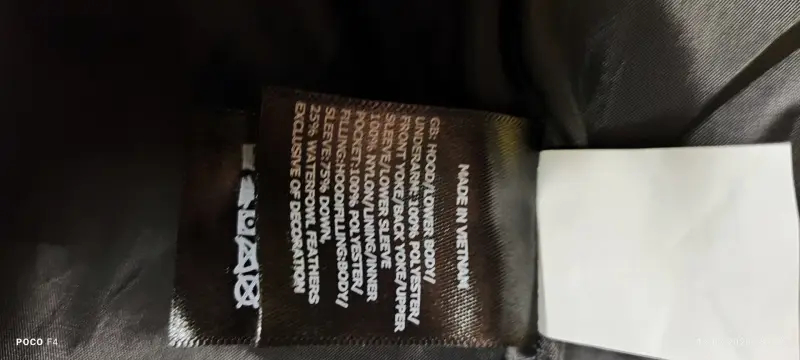 MADE IN VIETNAM
GB: HOOD/LOWER BODY/
UNDERARM: 100% POLYESTER/
FRONT YOKE/BACK YOKE/UPPER
SLEEVE/LOWER SLEEVE
100% NYLON/LINING/INNER
POCKET:100% POLYESTER/
FILLING:HOOD/FILLING:BODY/
SLEEVE:75% DOWN,
25% WATERFOWL FEATHERS
EXCLUSIVE OF DECORATION
POCO F4